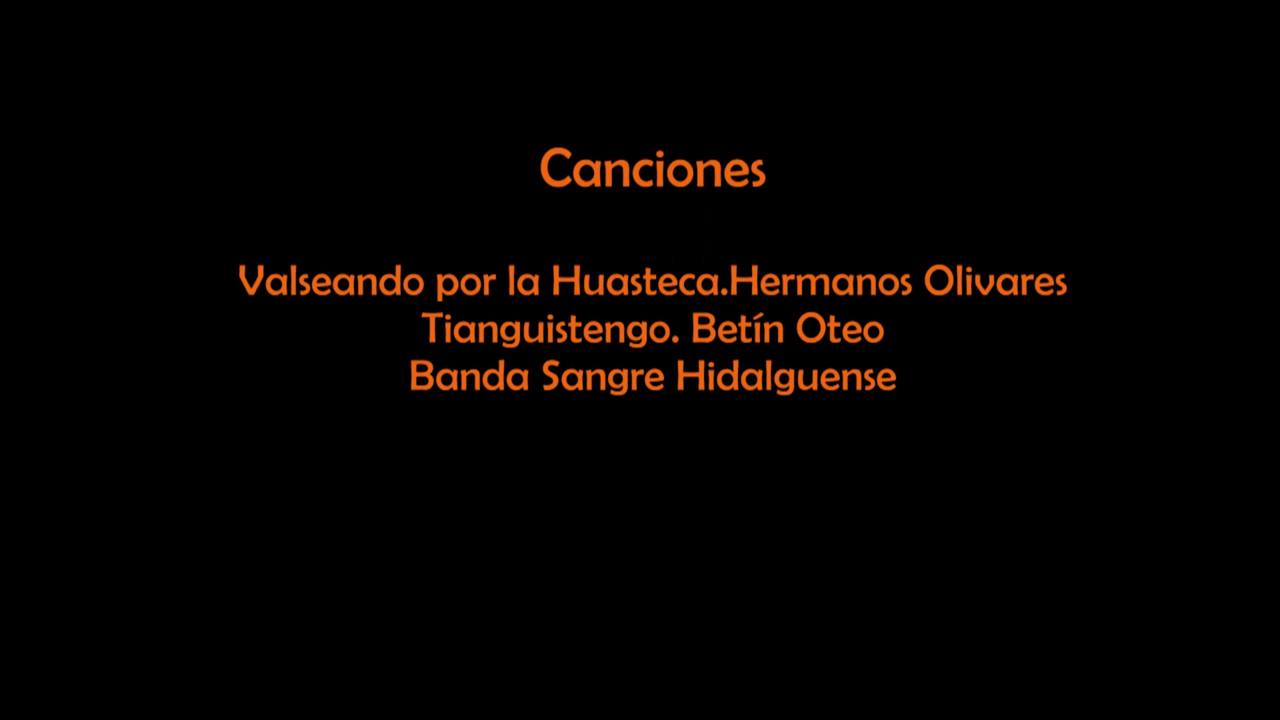 Canciones
Valseando por la Huasteca.Hermanos Olivares
Tianguistengo. Betín Oteo
Banda Sangre Hidalguense